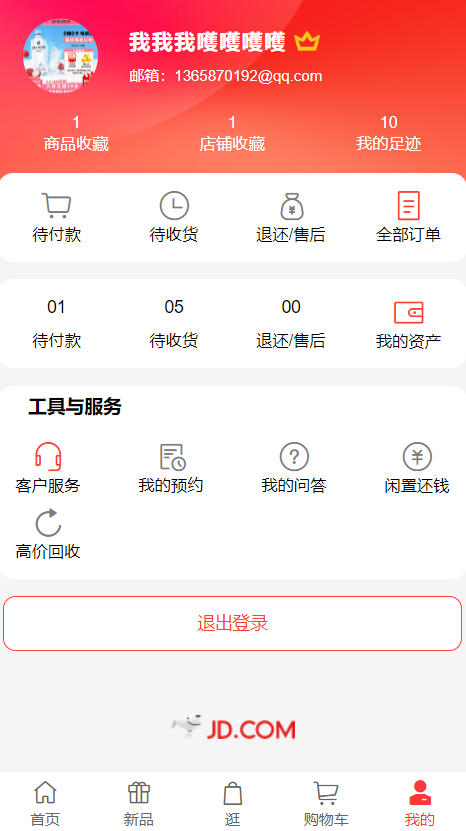 我我我嚄嚄嚄嚄
邮箱：1365870192@qq.com
1 1 10
商品收藏 店铺收藏 我的足迹
待付款 待收货 退还/售后 全部订单
01 05 00
待付款 待收货 退还/售后 我的资产
工具与服务
客户服务 我的预约 我的问答 闲置还钱
高价回收
退出登录
JD.COM
首页 新品 逛 购物车 我的